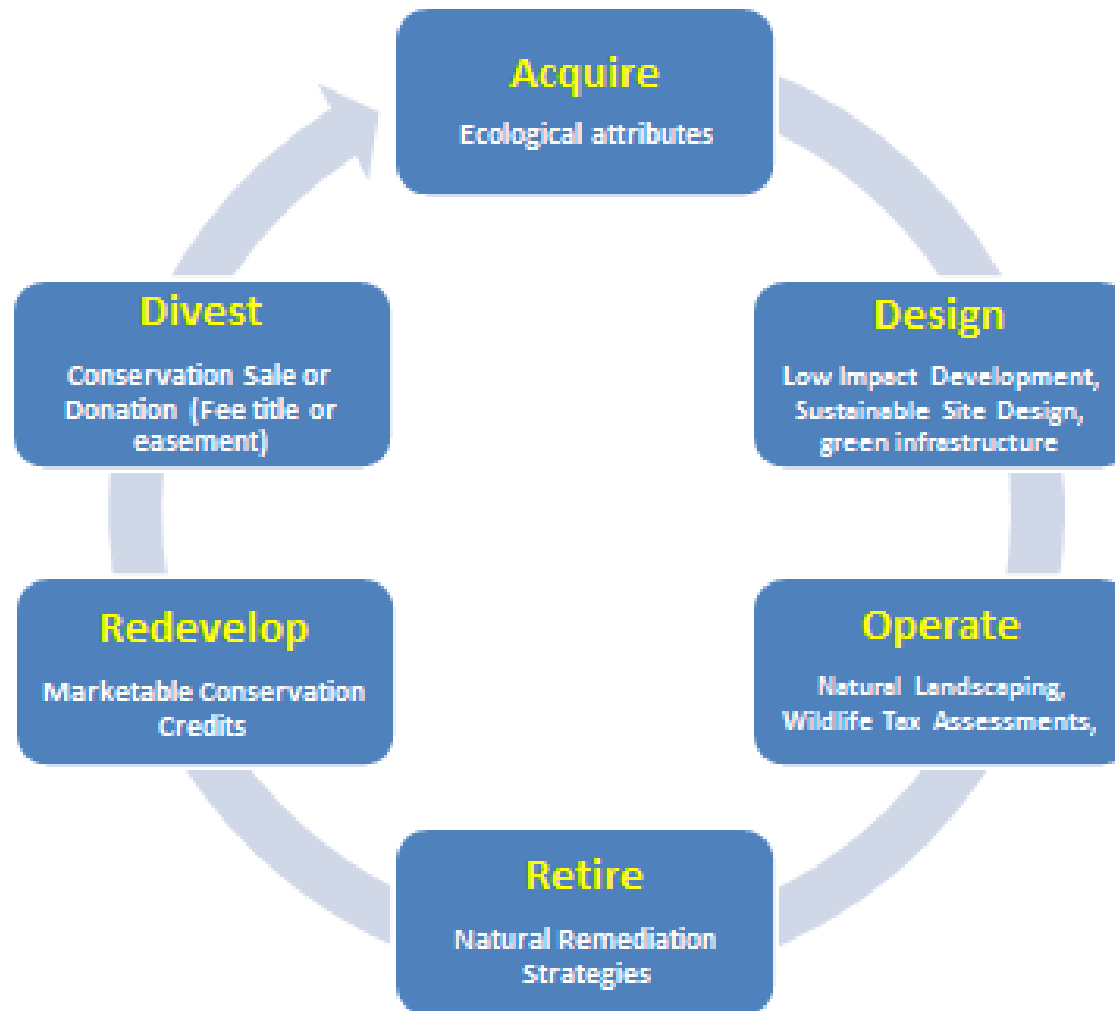 Acquire
Ecological attributes
Design
Low Impact Development,
Sustainable Site Design,
green infrastructure
Operate
Natural Landscaping,
Wildlife Tax Assessments,
Retire
Natural Remediation
Strategies
Redevelop
Marketable Conservation
Credits
Divest
Conservation Sale or
Donation (Fee title or
easement)